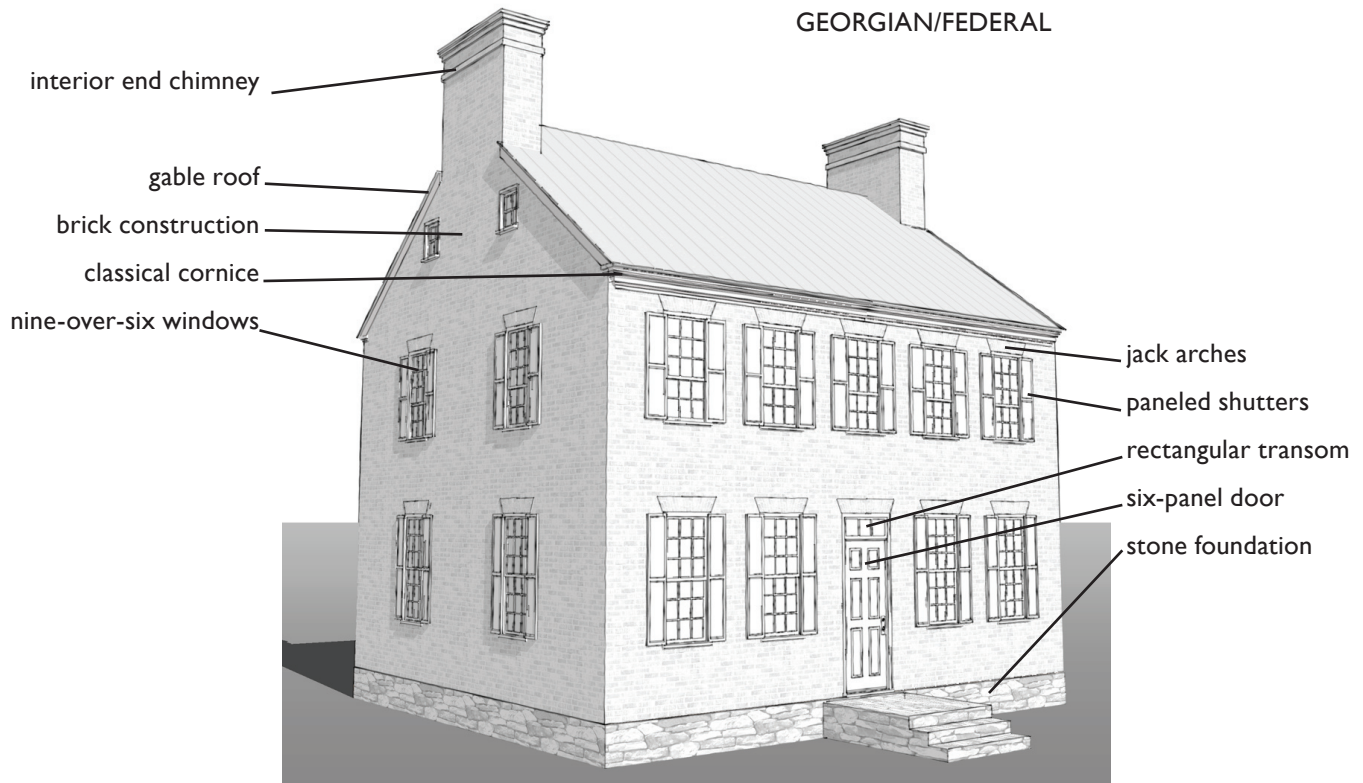 GEORGIAN/FEDERAL
interior end chimney
gable roof
brick construction
classical cornice
nine-over-six windows
jack arches
paneled shutters
rectangular transom
six-panel door
stone foundation